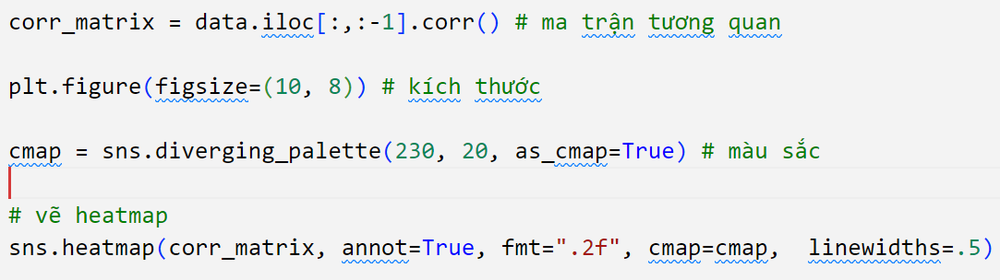 corr_matrix = data.iloc[:,:-1].corr() # ma trận tương quan
plt.figure(figsize=(10, 8)) # kích thước
cmap = sns.diverging_palette(230, 20, as_cmap=True) # màu sắc
# vẽ heatmap
sns.heatmap(corr_matrix, annot=True, fmt=".2f", cmap=cmap,  linewidths=.5)